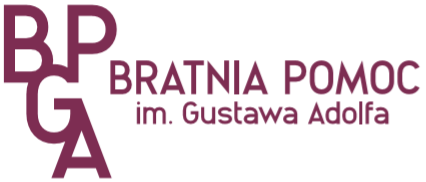 BPGA
BRATNIA POMOC
im. Gustawa Adolfa